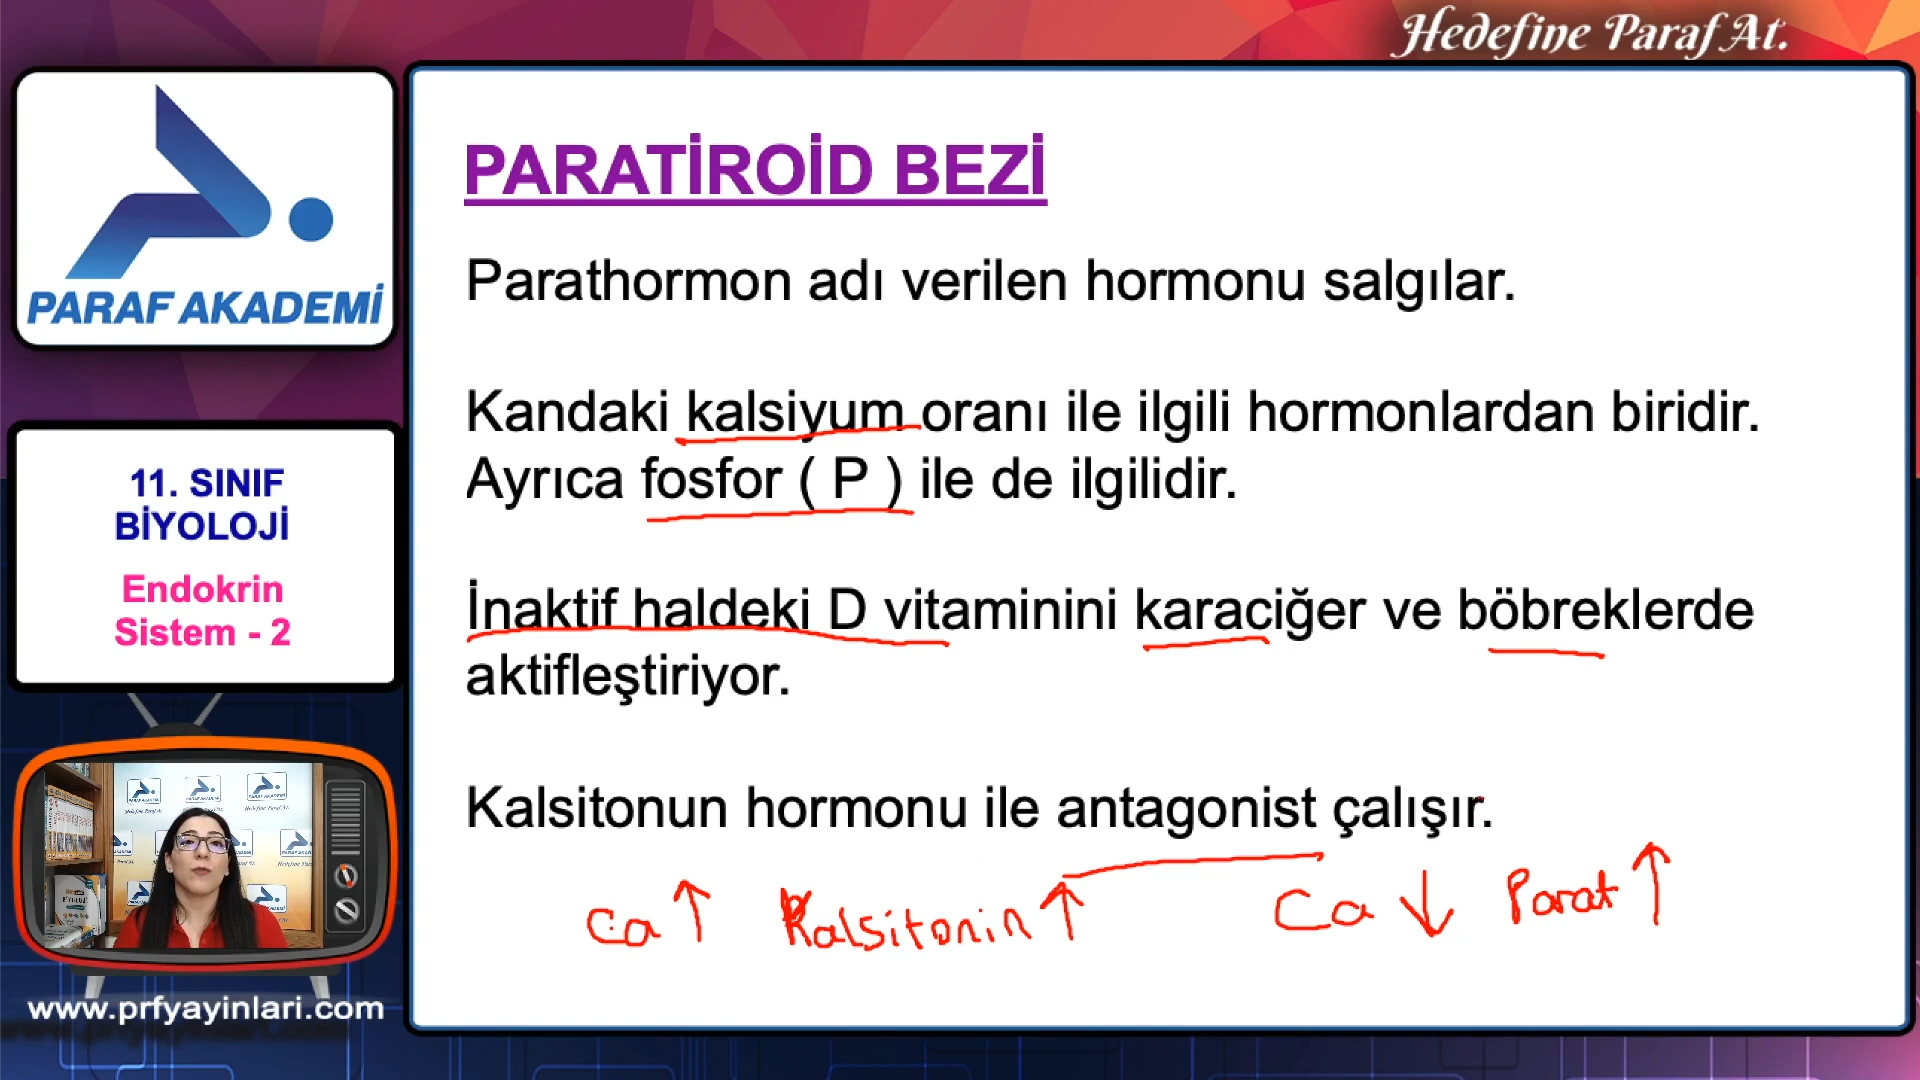 Hedefine Paraf At.
PARAF AKADEMİ
11. SINIF
BİYOLOJİ
Endokrin
Sistem - 2
www.prfyayinlari.com
PARATİROİD BEZİ
Parathormon adı verilen hormonu salgılar.
Kandaki kalsiyum oranı ile ilgili hormonlardan biridir.
Ayrıca fosfor ( P ) ile de ilgilidir.
İnaktif haldeki D vitaminini karaciğer ve böbreklerde
aktifleştiriyor.
Kalsitonun hormonu ile antagonist çalışır.
Ca ↑ Kalsitonin ↑ Ca ↓ Parat ↑